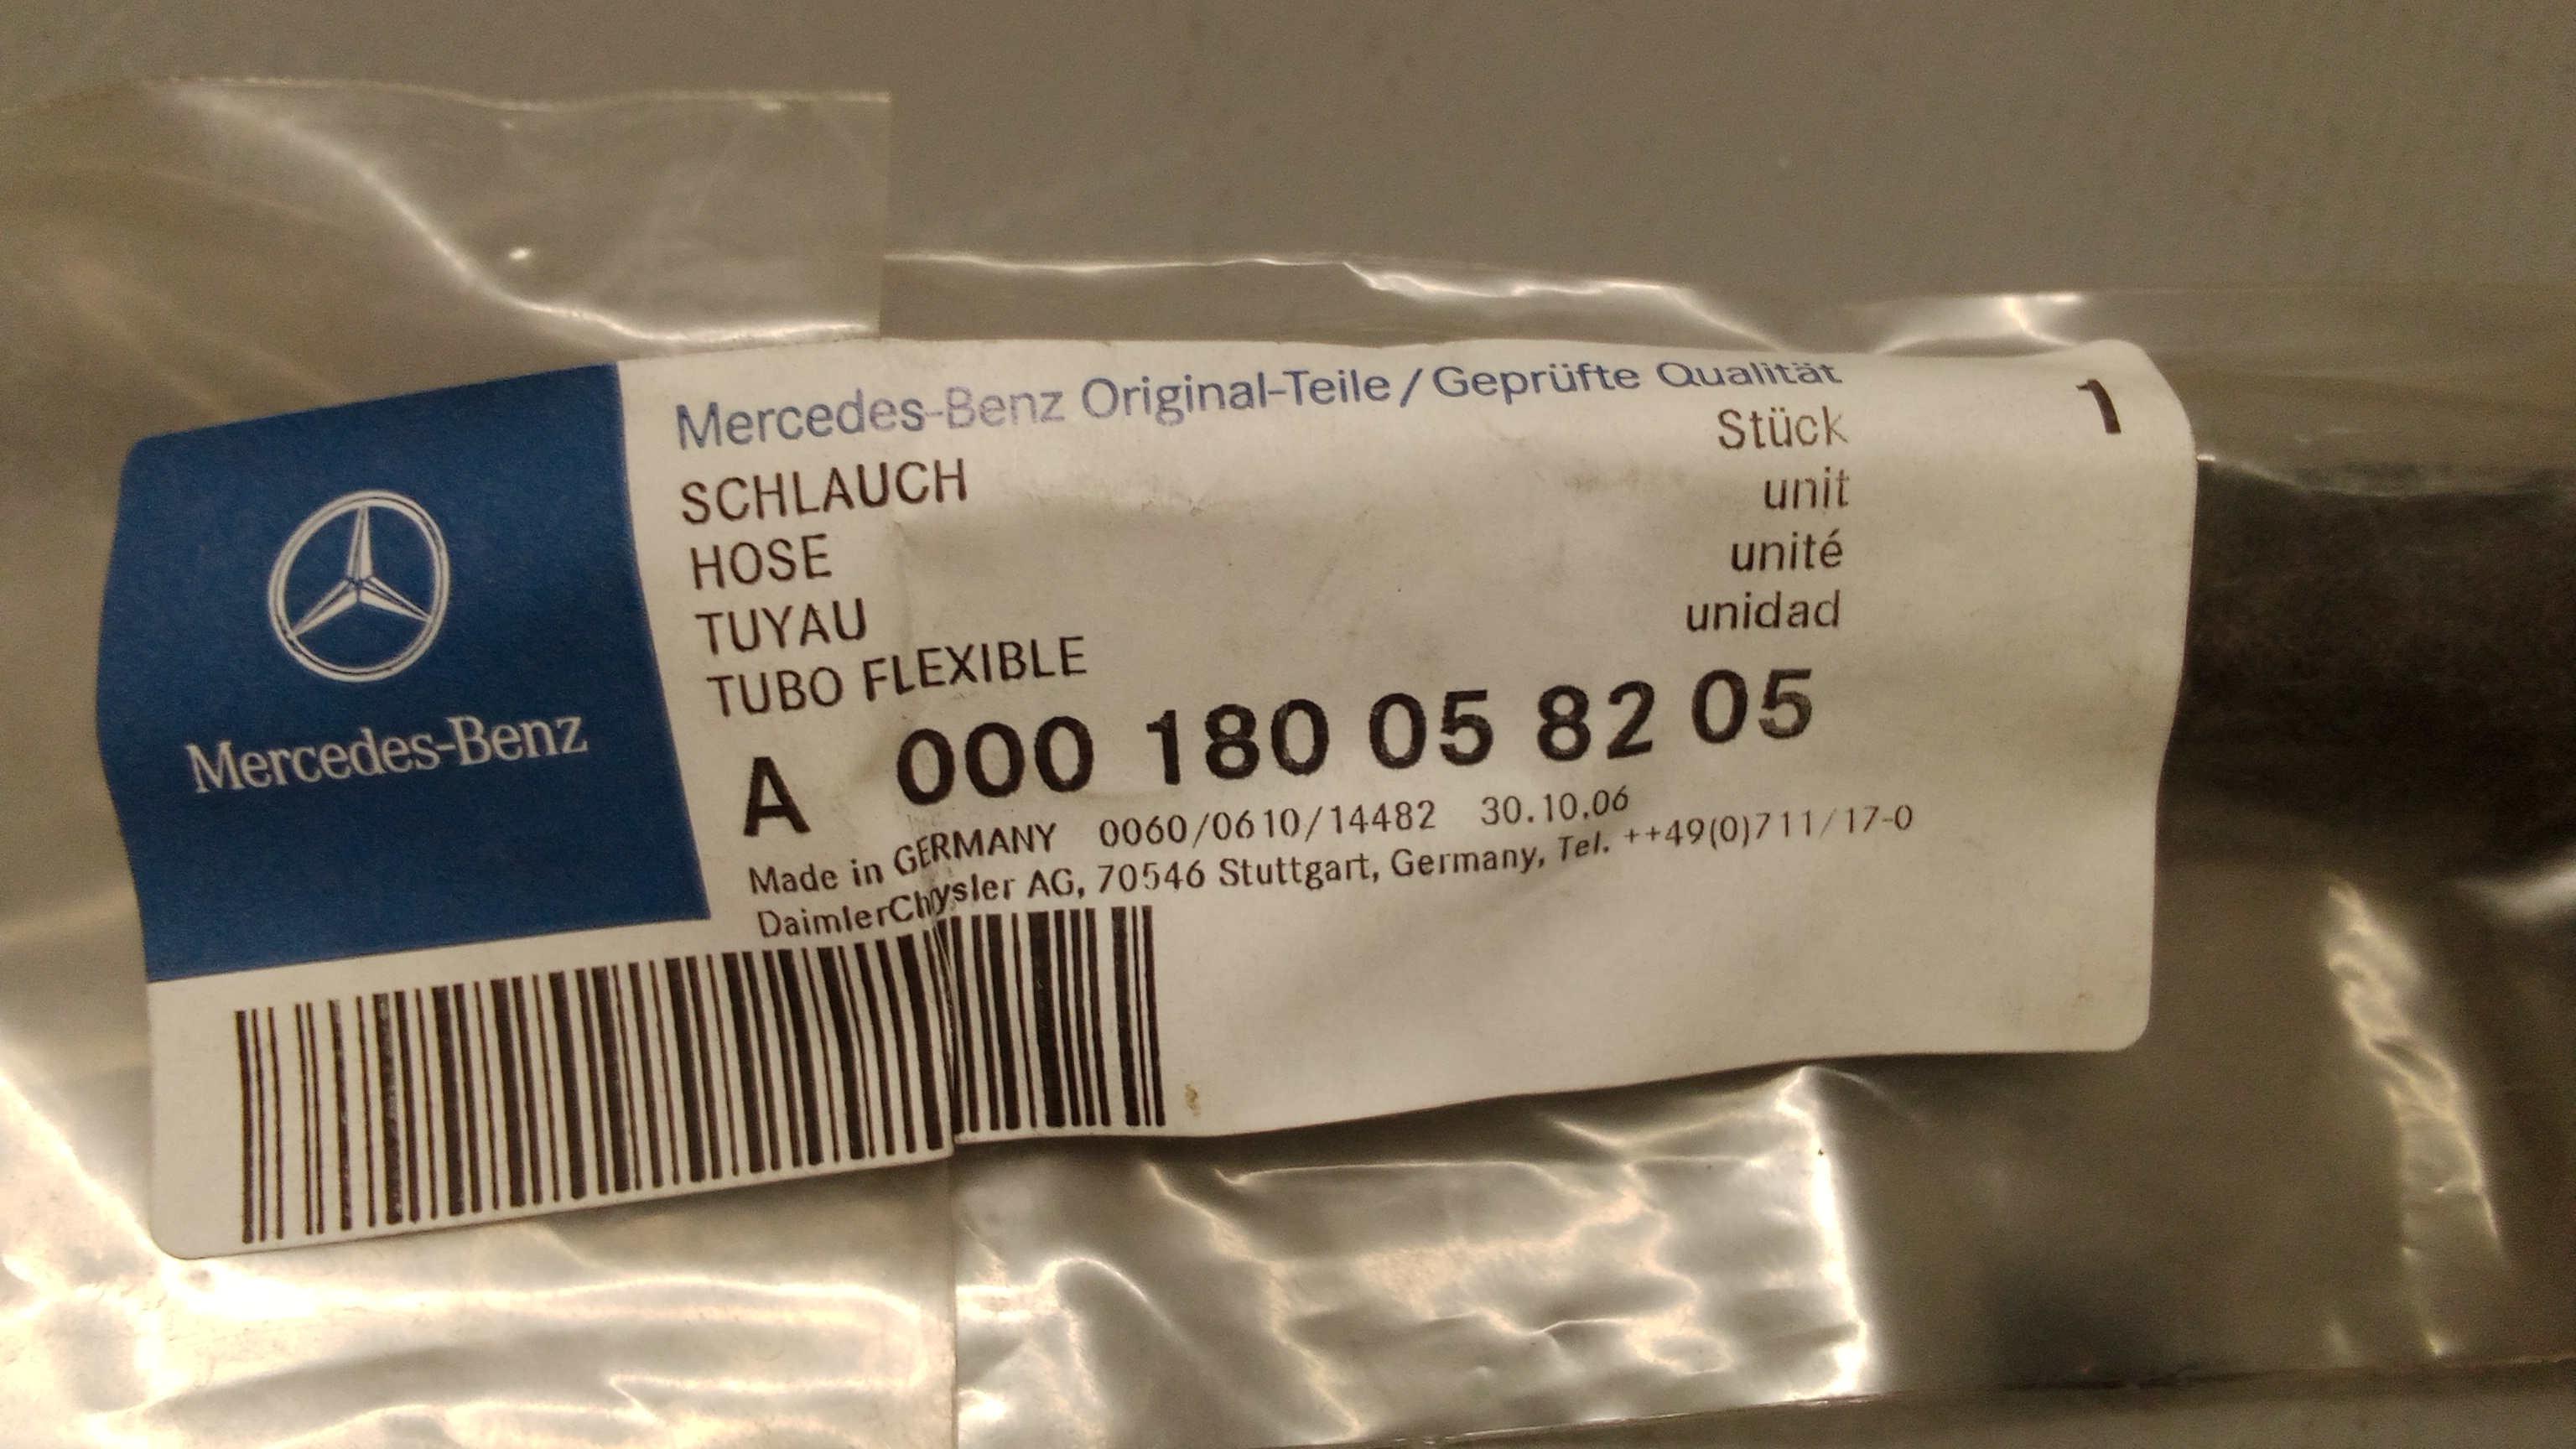 Mercedes-Benz
Mercedes-Benz Original-Teile / Geprüfte Qualität
SCHLAUCH
HOSE
TUYAU
TUBO FLEXIBLE
Stück
unit
unité
unidad
1
A 000 180 05 82 05
Made in GERMANY 0060/0610/14482 30.10.06
DaimlerChrysler AG, 70546 Stuttgart, Germany, Tel. ++49(0)711/17-0